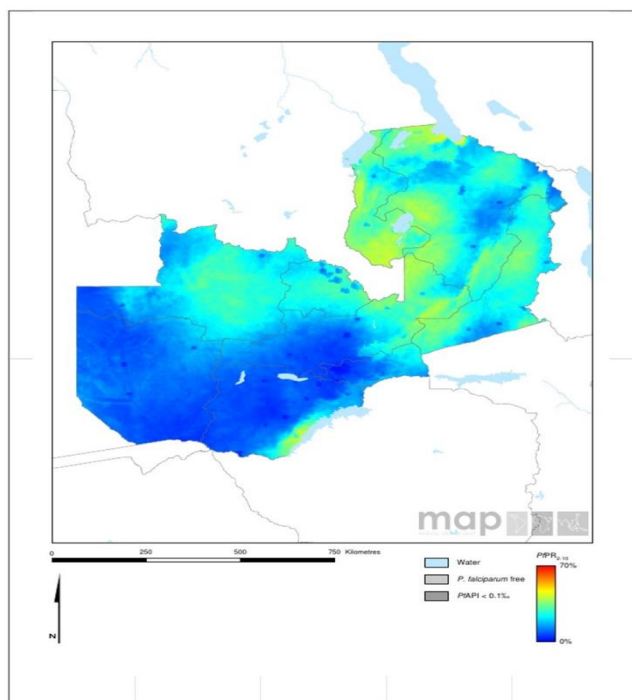 map
0 250 500 750 Kilometres
Water
P. falciparum free
PfAPI < 0.1‰
PfPR2-10
70%
0%
N